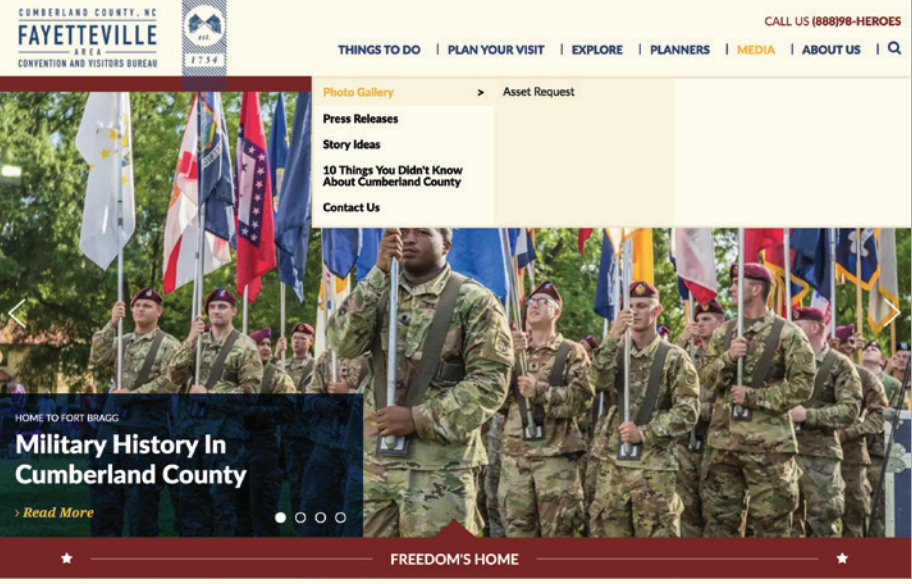 CUMBERLAND COUNTY, NC
FAYETTEVILLE
AREA
CONVENTION AND VISITORS BUREAU
est.
1754
CALL US (888)98-HEROES
THINGS TO DO | PLAN YOUR VISIT | EXPLORE | PLANNERS | MEDIA | ABOUT US |
Photo Gallery > Asset Request
Press Releases
Story Ideas
10 Things You Didn't Know
About Cumberland County
Contact Us
HOME TO FORT BRAGG
Military History In
Cumberland County
› Read More
FREEDOM'S HOME